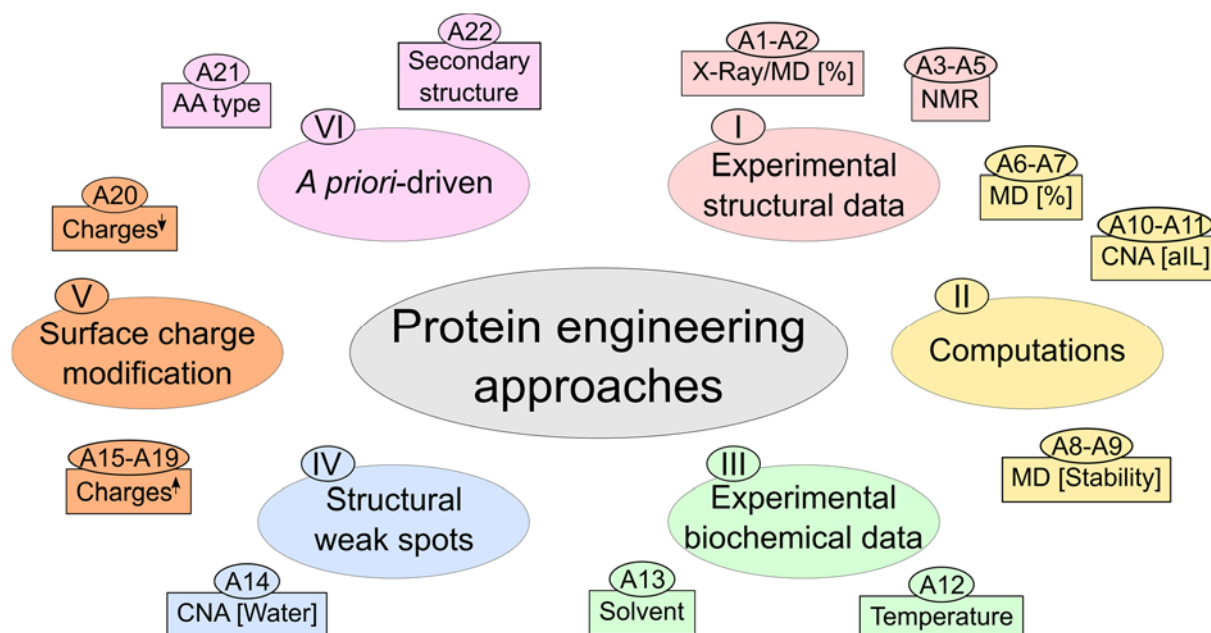 A22
Secondary
structure
A21
AA type
VI
A priori-driven
A1-A2
X-Ray/MD [%]
A3-A5
NMR
I
Experimental
structural data
A6-A7
MD [%]
A10-A11
CNA [aIL]
II
Computations
A8-A9
MD [Stability]
A20
Charges↓
V
Surface charge
modification
A15-A19
Charges↑
Protein engineering
approaches
IV
Structural
weak spots
A14
CNA [Water]
III
Experimental
biochemical data
A13
Solvent
A12
Temperature